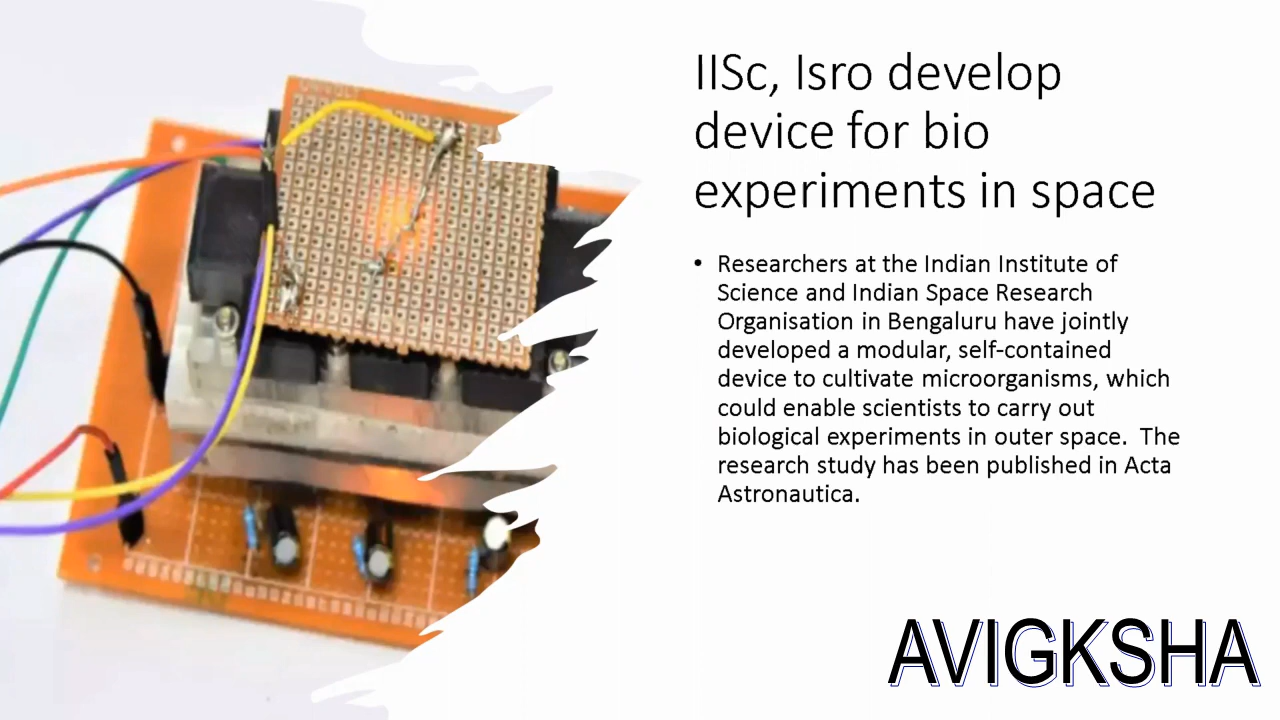 IISc, Isro develop
device for bio
experiments in space
• Researchers at the Indian Institute of
Science and Indian Space Research
Organisation in Bengaluru have jointly
developed a modular, self-contained
device to cultivate microorganisms, which
could enable scientists to carry out
biological experiments in outer space.  The
research study has been published in Acta
Astronautica.
AVIGKSHA